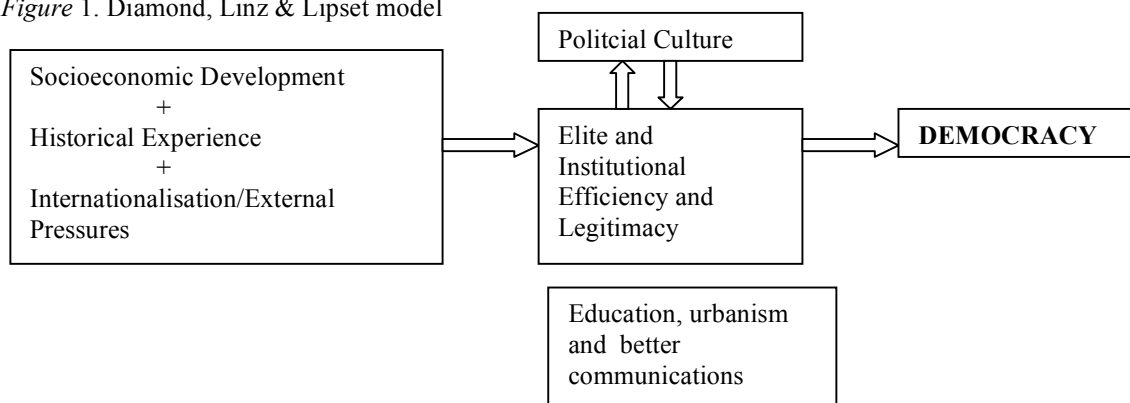 Figure 1. Diamond, Linz & Lipset model
Politcial Culture
Socioeconomic Development
+
Historical Experience
+
Internationalisation/External
Pressures
Elite and
Institutional
Efficiency and
Legitimacy
DEMOCRACY
Education, urbanism
and better
communications